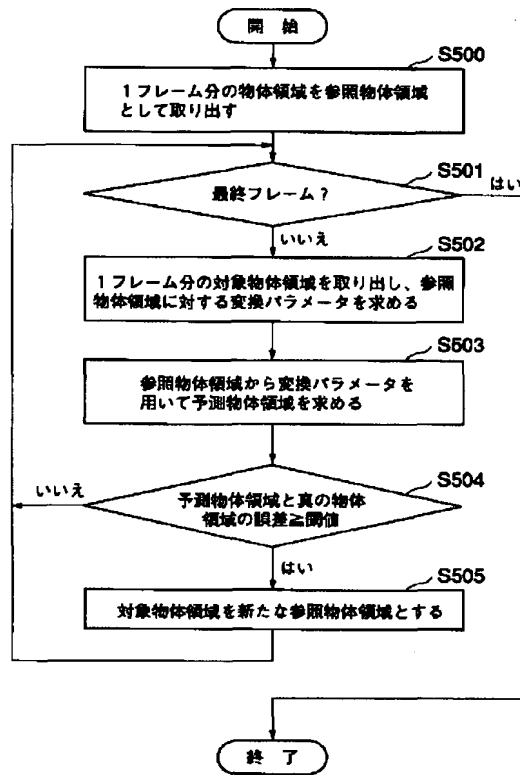 開 始
S500
1フレーム分の物体領域を参照物体領域
として取り出す
S501
最終フレーム?
はい
いいえ
S502
1フレーム分の対象物体領域を取り出し、参照
物体領域に対する変換パラメータを求める
S503
参照物体領域から変換パラメータを
用いて予測物体領域を求める
S504
いいえ
予測物体領域と真の物体
領域の誤差≧閾値
はい
S505
対象物体領域を新たな参照物体領域とする
終 了